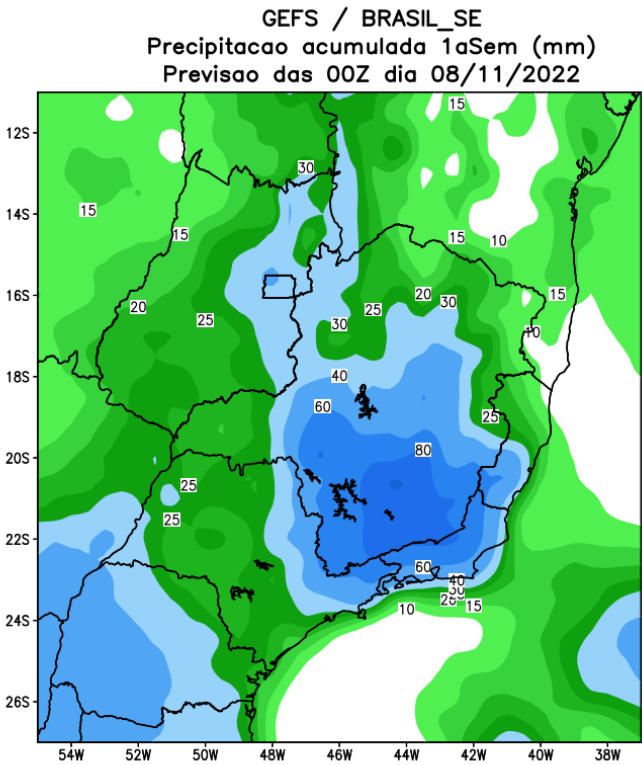 GEFS / BRASIL_SE
Precipitacao acumulada 1aSem (mm)
Previsao das 00Z dia 08/11/2022
15
12S
30
14S
15
15
15
10
16S
20
25
30
25
20
30
15
10
18S
40
60
25
20S
80
25
25
22S
60
40
20
15
10
24S
26S
54W
52W
50W
48W
46W
44W
42W
40W
38W